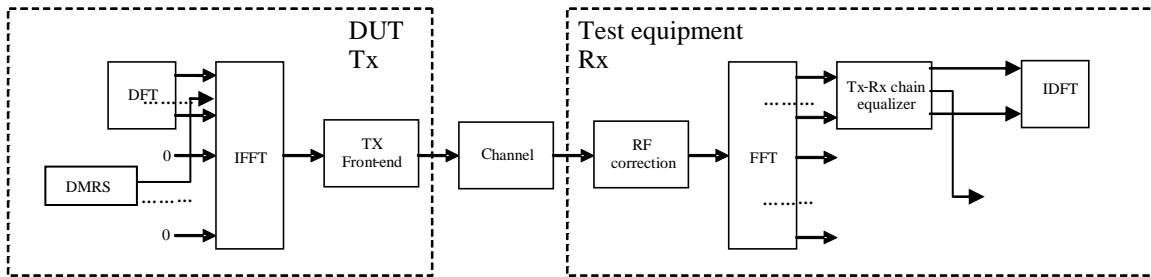 DUT
Tx
Test equipment
Rx
DFT
………
0
DMRS
………
0
IFFT
TX
Front-end
Channel
RF
correction
FFT
………
………
Tx-Rx chain
equalizer
IDFT